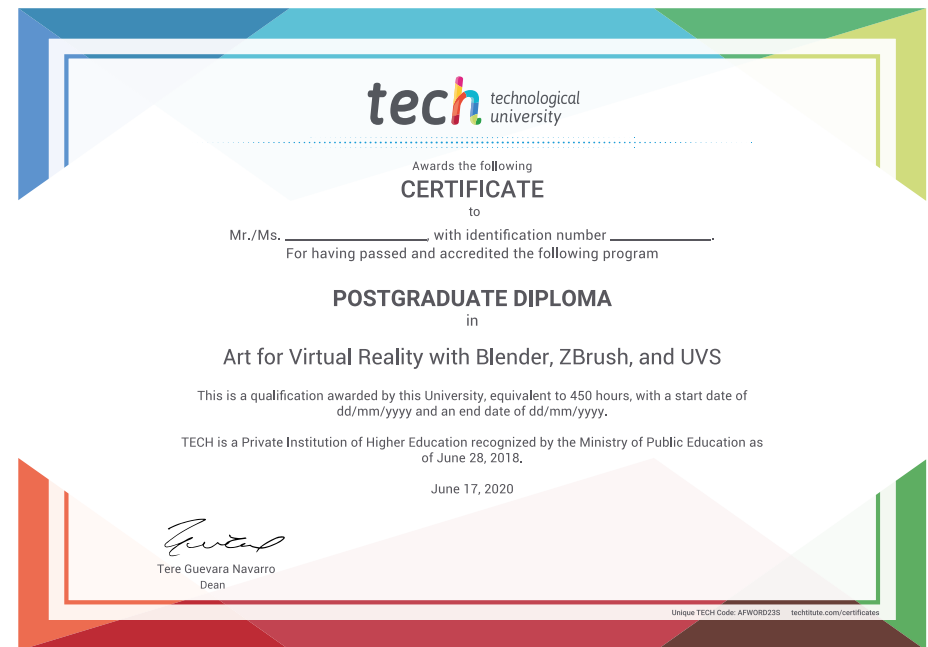 tech technological
university
Awards the following
CERTIFICATE
to
Mr./Ms. ____________________, with identification number ______________.
For having passed and accredited the following program
POSTGRADUATE DIPLOMA
in
Art for Virtual Reality with Blender, ZBrush, and UVS
This is a qualification awarded by this University, equivalent to 450 hours, with a start date of
dd/mm/yyyy and an end date of dd/mm/yyyy.
TECH is a Private Institution of Higher Education recognized by the Ministry of Public Education as
of June 28, 2018.
June 17, 2020
Tere Guevara Navarro
Dean
Unique TECH Code: AFWORD23S techtitute.com/certificates